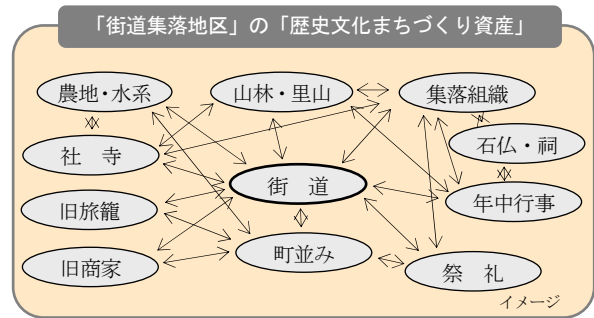 「街道集落地区」の「歴史文化まちづくり資産」
農地・水系
山林・里山
集落組織
社　寺
石仏・祠
街　道
旧旅籠
年中行事
町並み
旧商家
祭　礼
イメージ